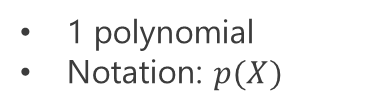 • 1 polynomial
• Notation: p(X)